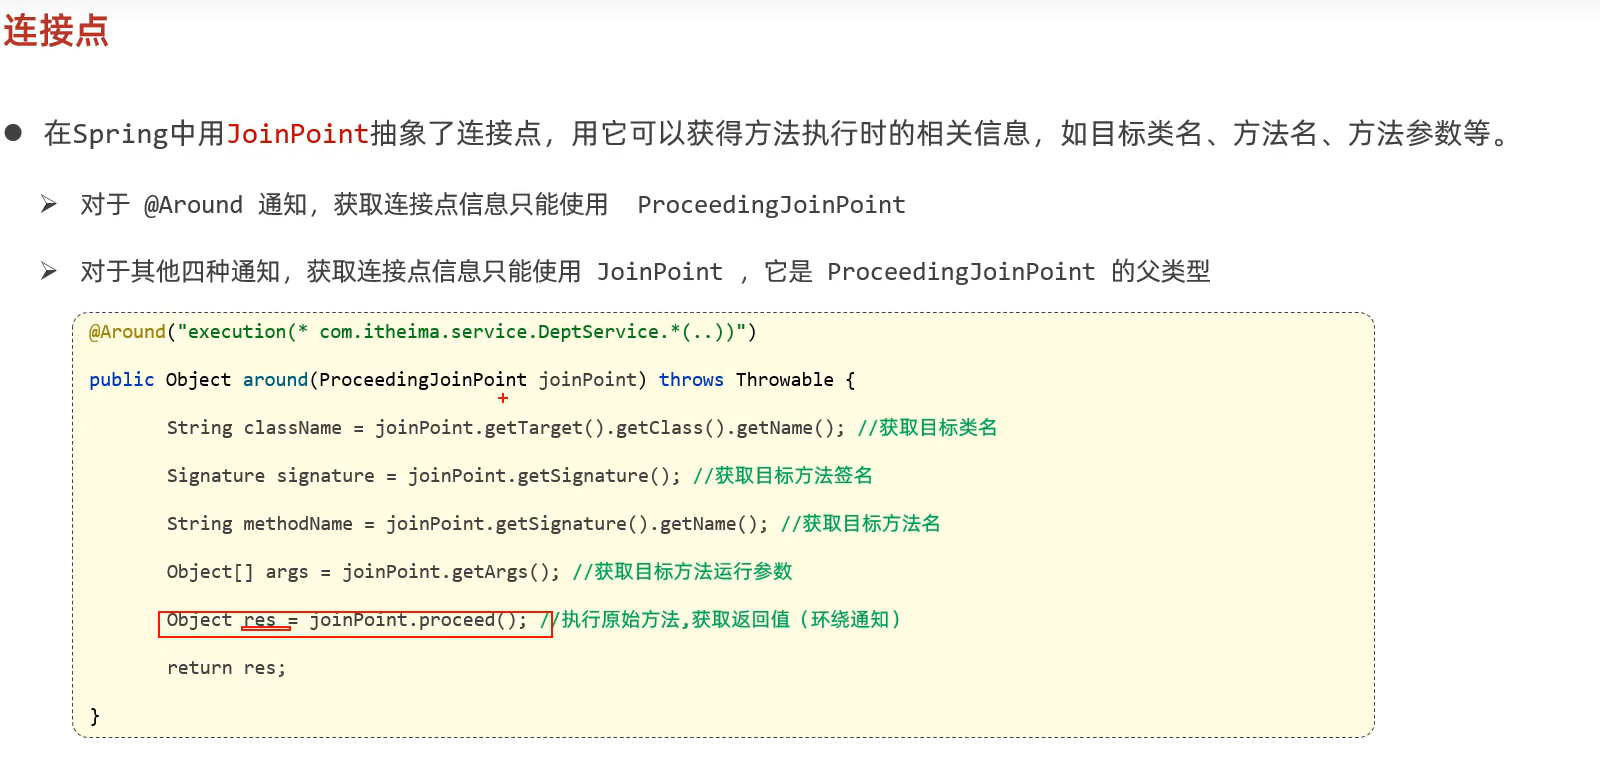 连接点
在Spring中用JoinPoint抽象了连接点，用它可以获得方法执行时的相关信息，如目标类名、方法名、方法参数等。
对于 @Around 通知，获取连接点信息只能使用 ProceedingJoinPoint
对于其他四种通知，获取连接点信息只能使用 JoinPoint ，它是 ProceedingJoinPoint 的父类型
@Around("execution(* com.itheima.service.DeptService.*(..))")
public Object around(ProceedingJoinPoint joinPoint) throws Throwable {
String className = joinPoint.getTarget().getClass().getName(); //获取目标类名
Signature signature = joinPoint.getSignature(); //获取目标方法签名
String methodName = joinPoint.getSignature().getName(); //获取目标方法名
Object[] args = joinPoint.getArgs(); //获取目标方法运行参数
Object res = joinPoint.proceed(); //执行原始方法,获取返回值（环绕通知）
return res;
}